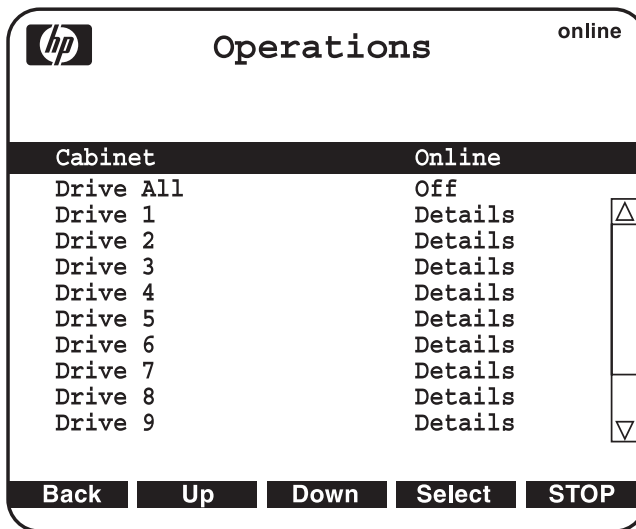 hp Operations online
Cabinet Online
Drive All Off
Drive 1 Details
Drive 2 Details
Drive 3 Details
Drive 4 Details
Drive 5 Details
Drive 6 Details
Drive 7 Details
Drive 8 Details
Drive 9 Details
Back Up Down Select STOP